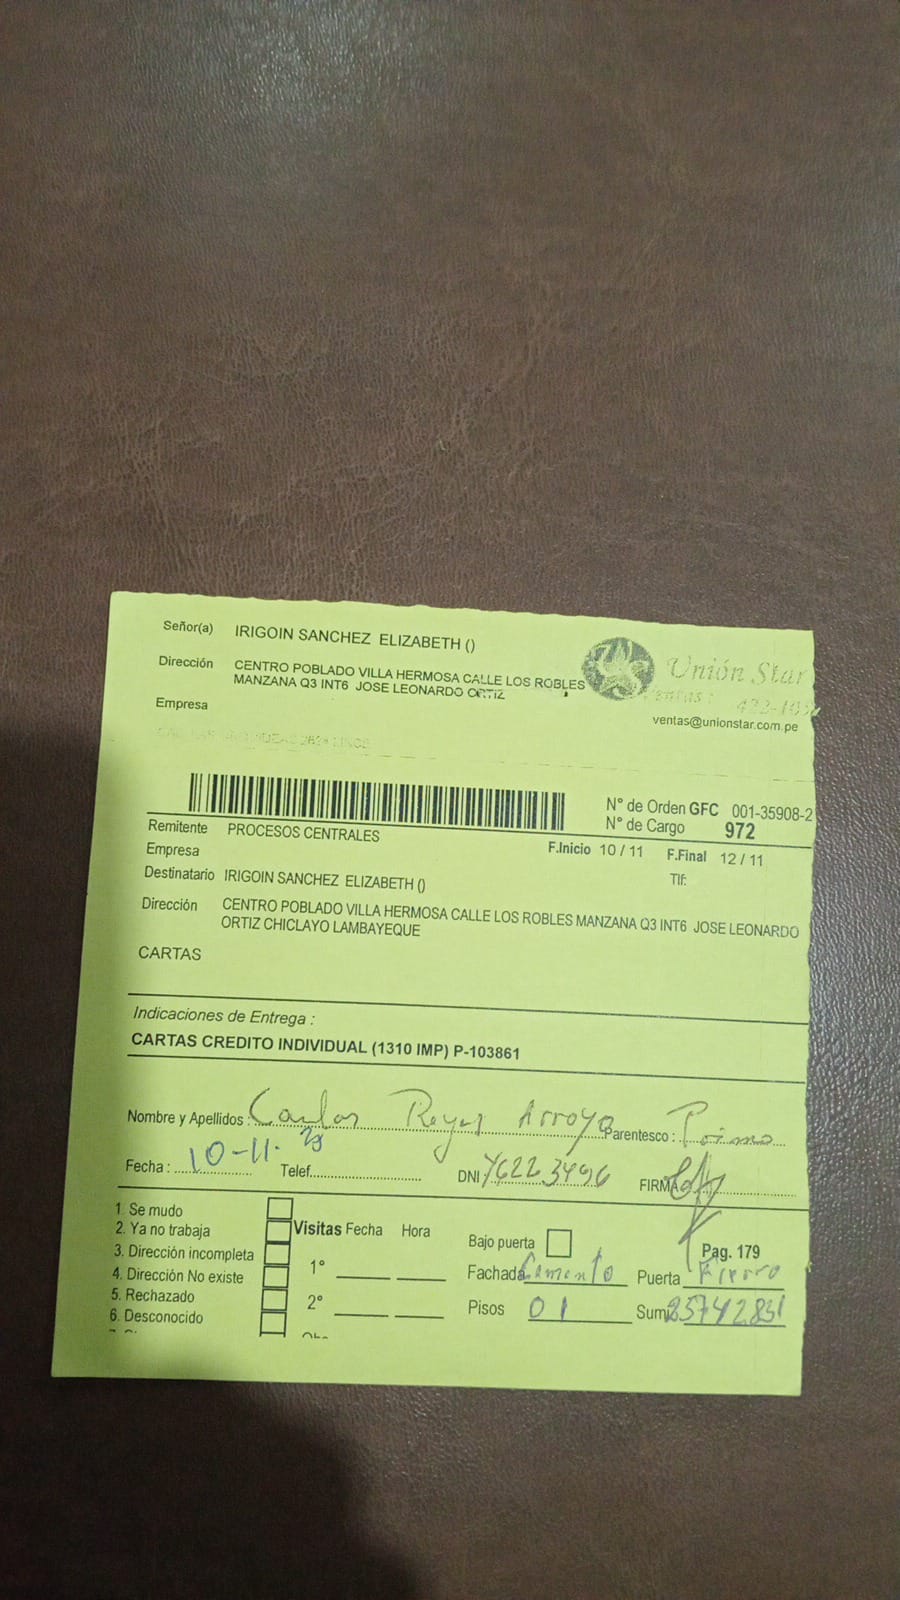 Señor(a) IRIGOIN SANCHEZ ELIZABETH ()
Dirección CENTRO POBLADO VILLA HERMOSA CALLE LOS ROBLES
MANZANA Q3 INT6 JOSE LEONARDO ORTIZ
Unión Star
Ventas :
Empresa
ventas@unionstar.com.pe
N° de Orden GFC 001-35908-2
N° de Cargo 972
Remitente PROCESOS CENTRALES
Empresa
F.Inicio 10 / 11 F.Final 12 / 11
Destinatario IRIGOIN SANCHEZ ELIZABETH ()
Tlf:
Dirección CENTRO POBLADO VILLA HERMOSA CALLE LOS ROBLES MANZANA Q3 INT6 JOSE LEONARDO
ORTIZ CHICLAYO LAMBAYEQUE
CARTAS
Indicaciones de Entrega :
CARTAS CREDITO INDIVIDUAL (1310 IMP) P-103861
Nombre y Apellidos : Carlos Reyes Arroyo Parentesco : Primo
Fecha : 10-11- Telef. DNI 76223496 FIRMA
1. Se mudo
2. Ya no trabaja
3. Dirección incompleta
4. Dirección No existe
5. Rechazado
6. Desconocido
Visitas Fecha Hora
1°
2°
Obs
Bajo puerta
Pag. 179
Fachada Cemento Puerta Fierro
Pisos 01 Sum 25742851